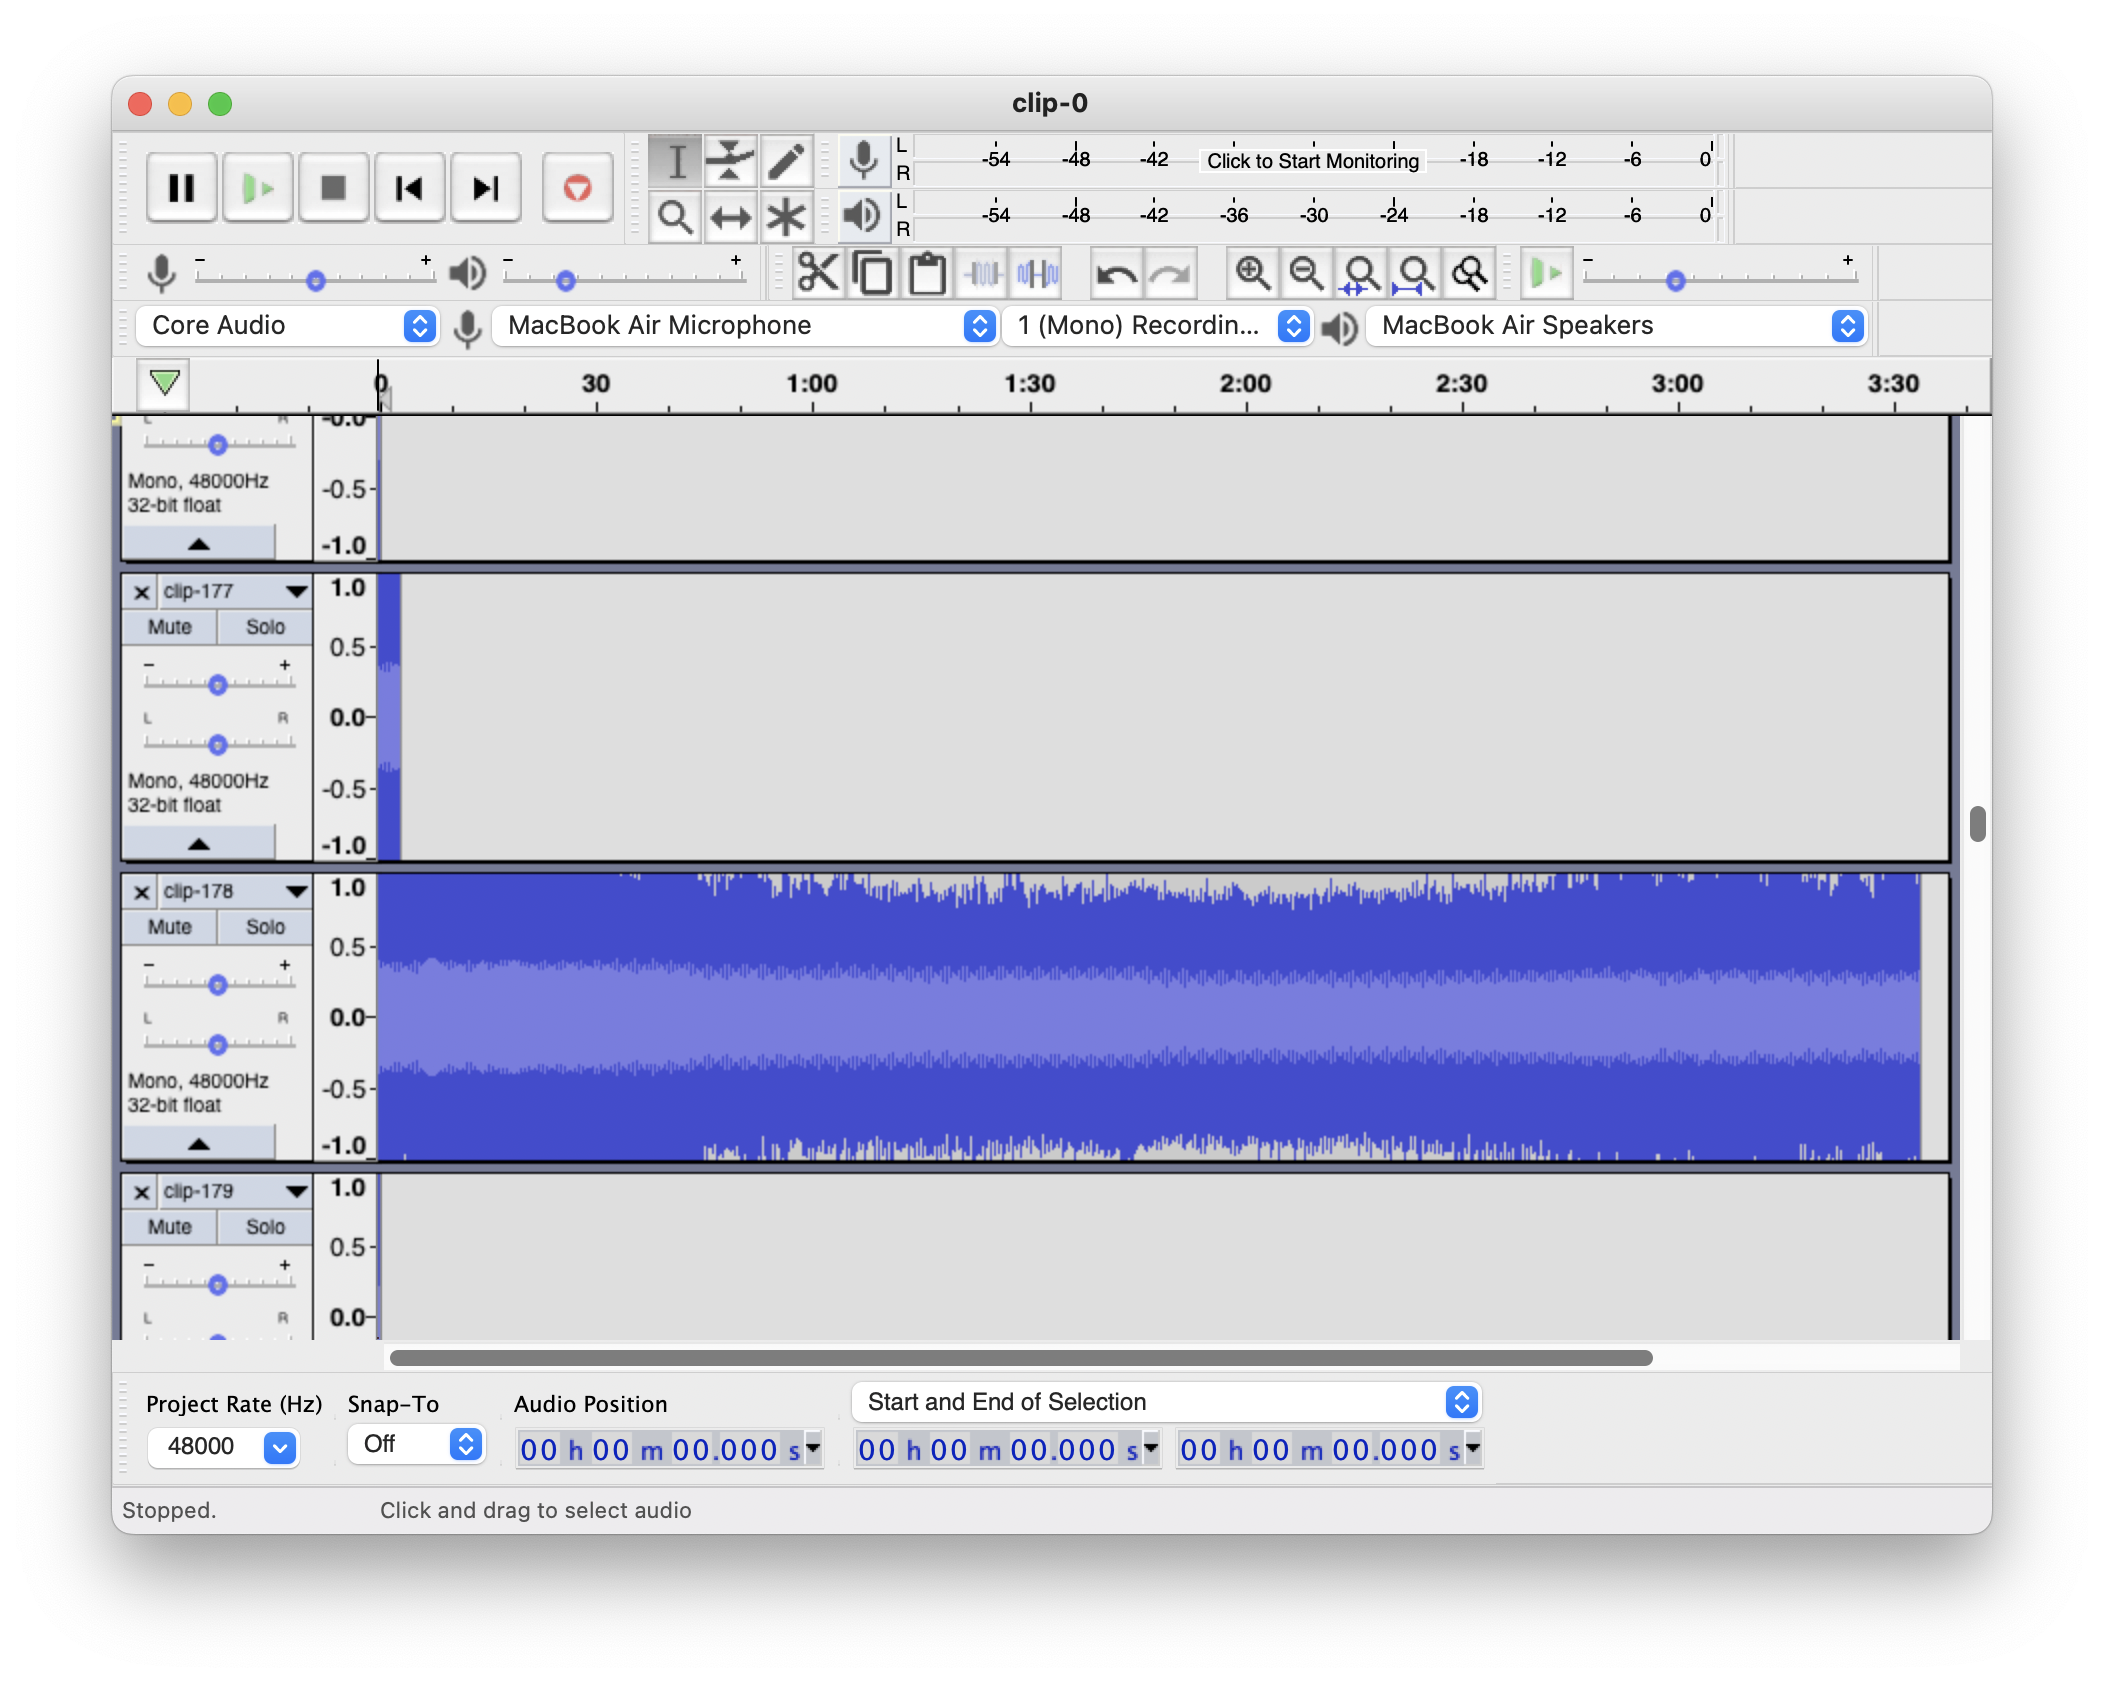 clip-0
L
R
-54 -48 -42 Click to Start Monitoring -18 -12 -6 0
L
R
-54 -48 -42 -36 -30 -24 -18 -12 -6 0
- + - + - +
Core Audio MacBook Air Microphone 1 (Mono) Recordin... MacBook Air Speakers
0 30 1:00 1:30 2:00 2:30 3:00 3:30
L R -0.0
Mono, 48000Hz -0.5
32-bit float
-1.0
x clip-177 1.0
Mute Solo 0.5
- +
L R 0.0
Mono, 48000Hz -0.5
32-bit float
-1.0
x clip-178 1.0
Mute Solo 0.5
- +
L R 0.0
Mono, 48000Hz -0.5
32-bit float
-1.0
x clip-179 1.0
Mute Solo 0.5
- +
L R 0.0
Project Rate (Hz) Snap-To Audio Position Start and End of Selection
48000 Off 00 h 00 m 00.000 s 00 h 00 m 00.000 s 00 h 00 m 00.000 s
Stopped. Click and drag to select audio